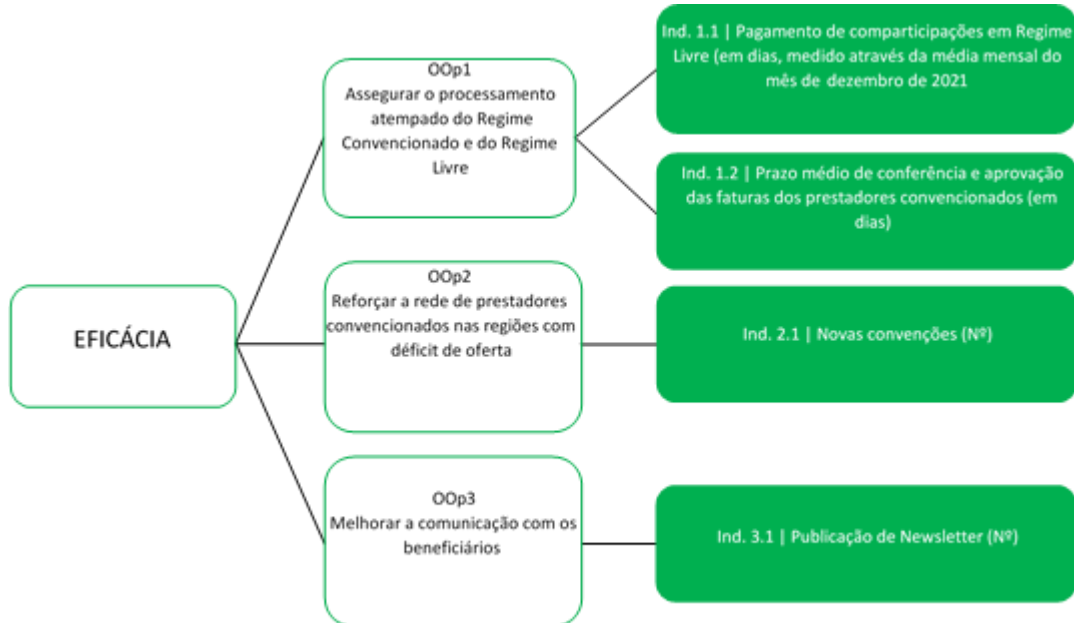 EFICÁCIA
OOp1
Assegurar o processamento
atempado do Regime
Convencionado e do Regime
Livre
Ind. 1.1 | Pagamento de comparticipações em Regime
Livre (em dias, medido através da média mensal do
mês de dezembro de 2021
Ind. 1.2 | Prazo médio de conferência e aprovação
das faturas dos prestadores convencionados (em
dias)
OOp2
Reforçar a rede de prestadores
convencionados nas regiões com
déficit de oferta
Ind. 2.1 | Novas convenções (Nº)
OOp3
Melhorar a comunicação com os
beneficiários
Ind. 3.1 | Publicação de Newsletter (Nº)